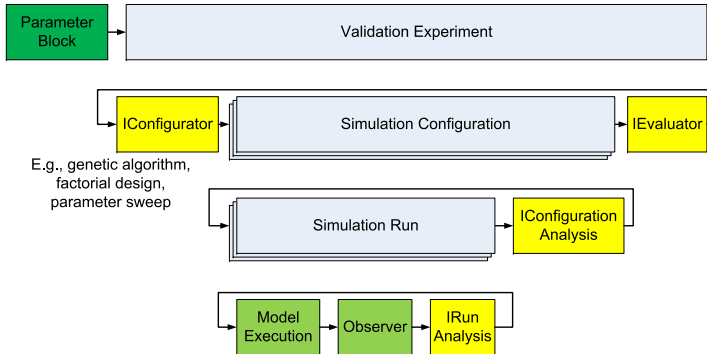 Parameter
Block
Validation Experiment
IConfigurator
Simulation Configuration
IEvaluator
E.g., genetic algorithm,
factorial design,
parameter sweep
Simulation Run
IConfiguration
Analysis
Model
Execution
Observer
IRun
Analysis